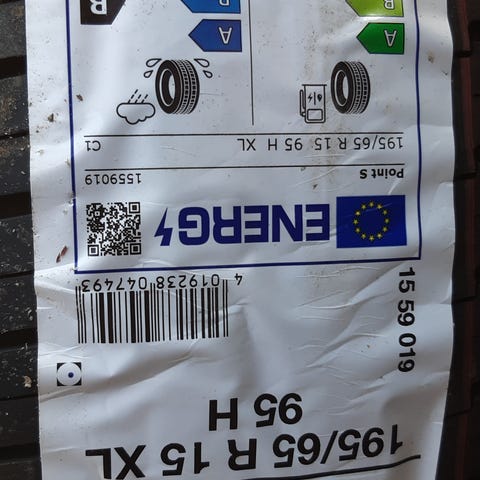 195/65 R 15 XL
95 H
15 59 019
4 019238 047493
ENERG
Point S 1559019
195/65 R 15 95 H XL C1
A A
B B B